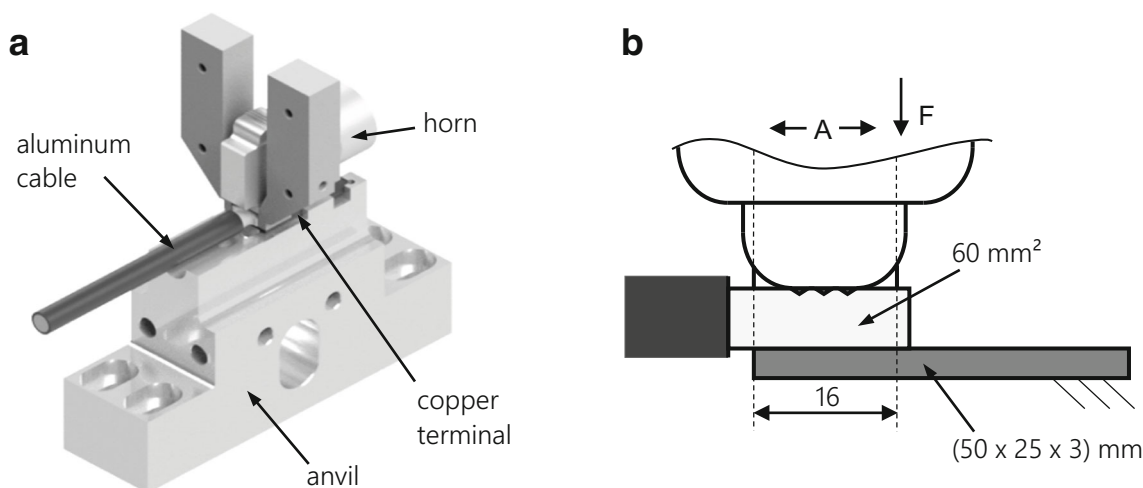 a
aluminum
cable
horn
copper
terminal
anvil
b
A
F
60 mm²
16
(50 x 25 x 3) mm